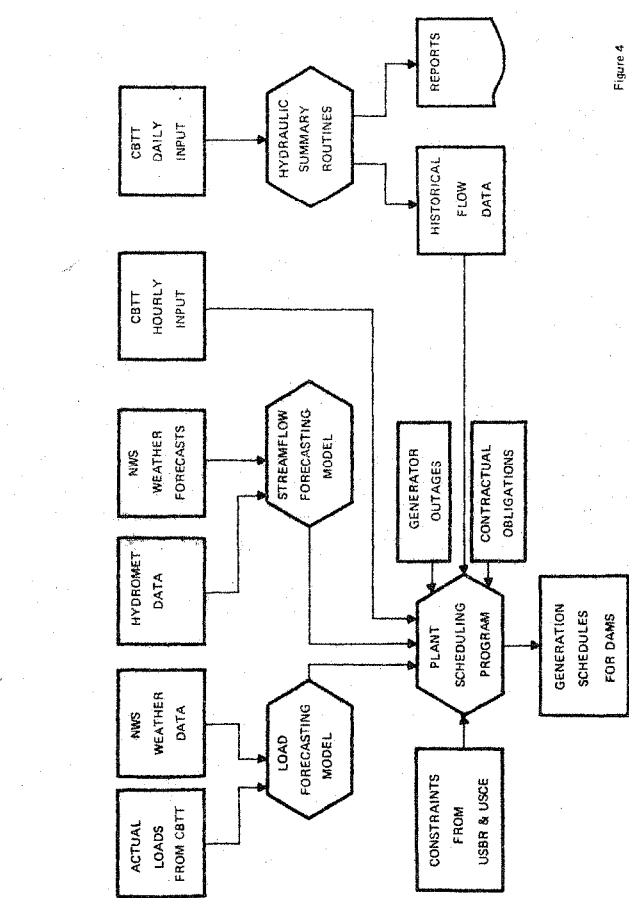 ACTUAL
LOADS
FROM CBTT
NWS
WEATHER
DATA
HYDROMET
DATA
NWS
WEATHER
FORECASTS
CBTT
HOURLY
INPUT
CBTT
DAILY
INPUT
LOAD
FORECASTING
MODEL
STREAMFLOW
FORECASTING
MODEL
HYDRAULIC
SUMMARY
ROUTINES
CONSTRAINTS
FROM
USBR & USCE
PLANT
SCHEDULING
PROGRAM
GENERATOR
OUTAGES
CONTRACTUAL
OBLIGATIONS
HISTORICAL
FLOW
DATA
REPORTS
GENERATION
SCHEDULES
FOR DAMS
Figure 4